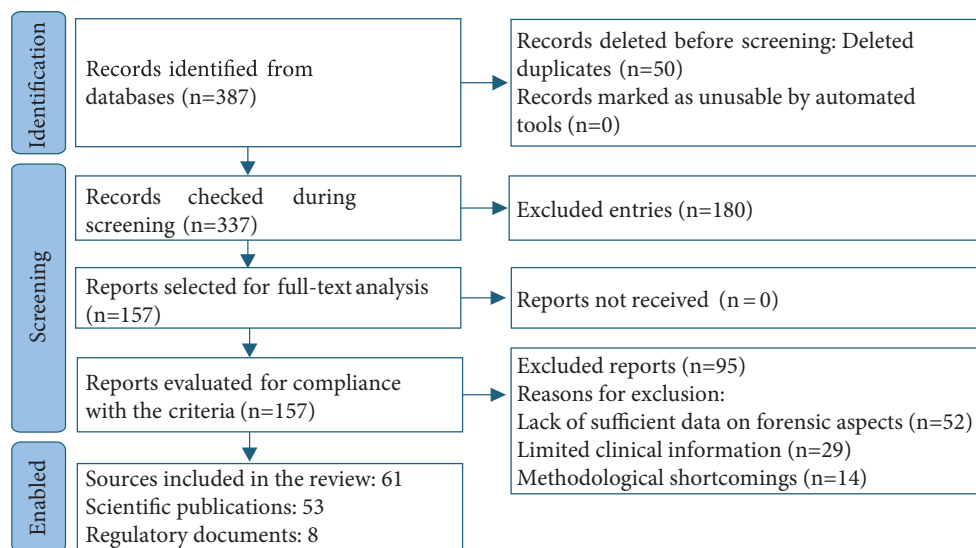 Identification
Records identified from
databases (n=387)
Records deleted before screening: Deleted
duplicates (n=50)
Records marked as unusable by automated
tools (n=0)
Screening
Records checked during
screening (n=337)
Excluded entries (n=180)
Reports selected for full-text analysis
(n=157)
Reports not received (n=0)
Reports evaluated for compliance
with the criteria (n=157)
Excluded reports (n=95)
Reasons for exclusion:
Lack of sufficient data on forensic aspects (n=52)
Limited clinical information (n=29)
Methodological shortcomings (n=14)
Enabled
Sources included in the review: 61
Scientific publications: 53
Regulatory documents: 8